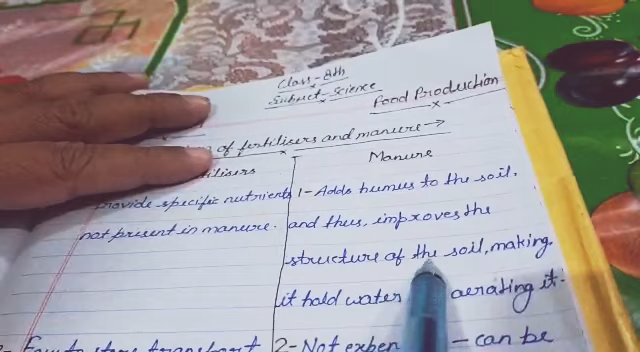 Class-8th
Subject-Science
Food Production
of fertilisers and manure→
Manure
provide specific nutrients
not present in manure.
1-Adds humus to the soil.
and thus, improves the
structure of the soil, making
it hold water aerating it.
2-Not expen - can be